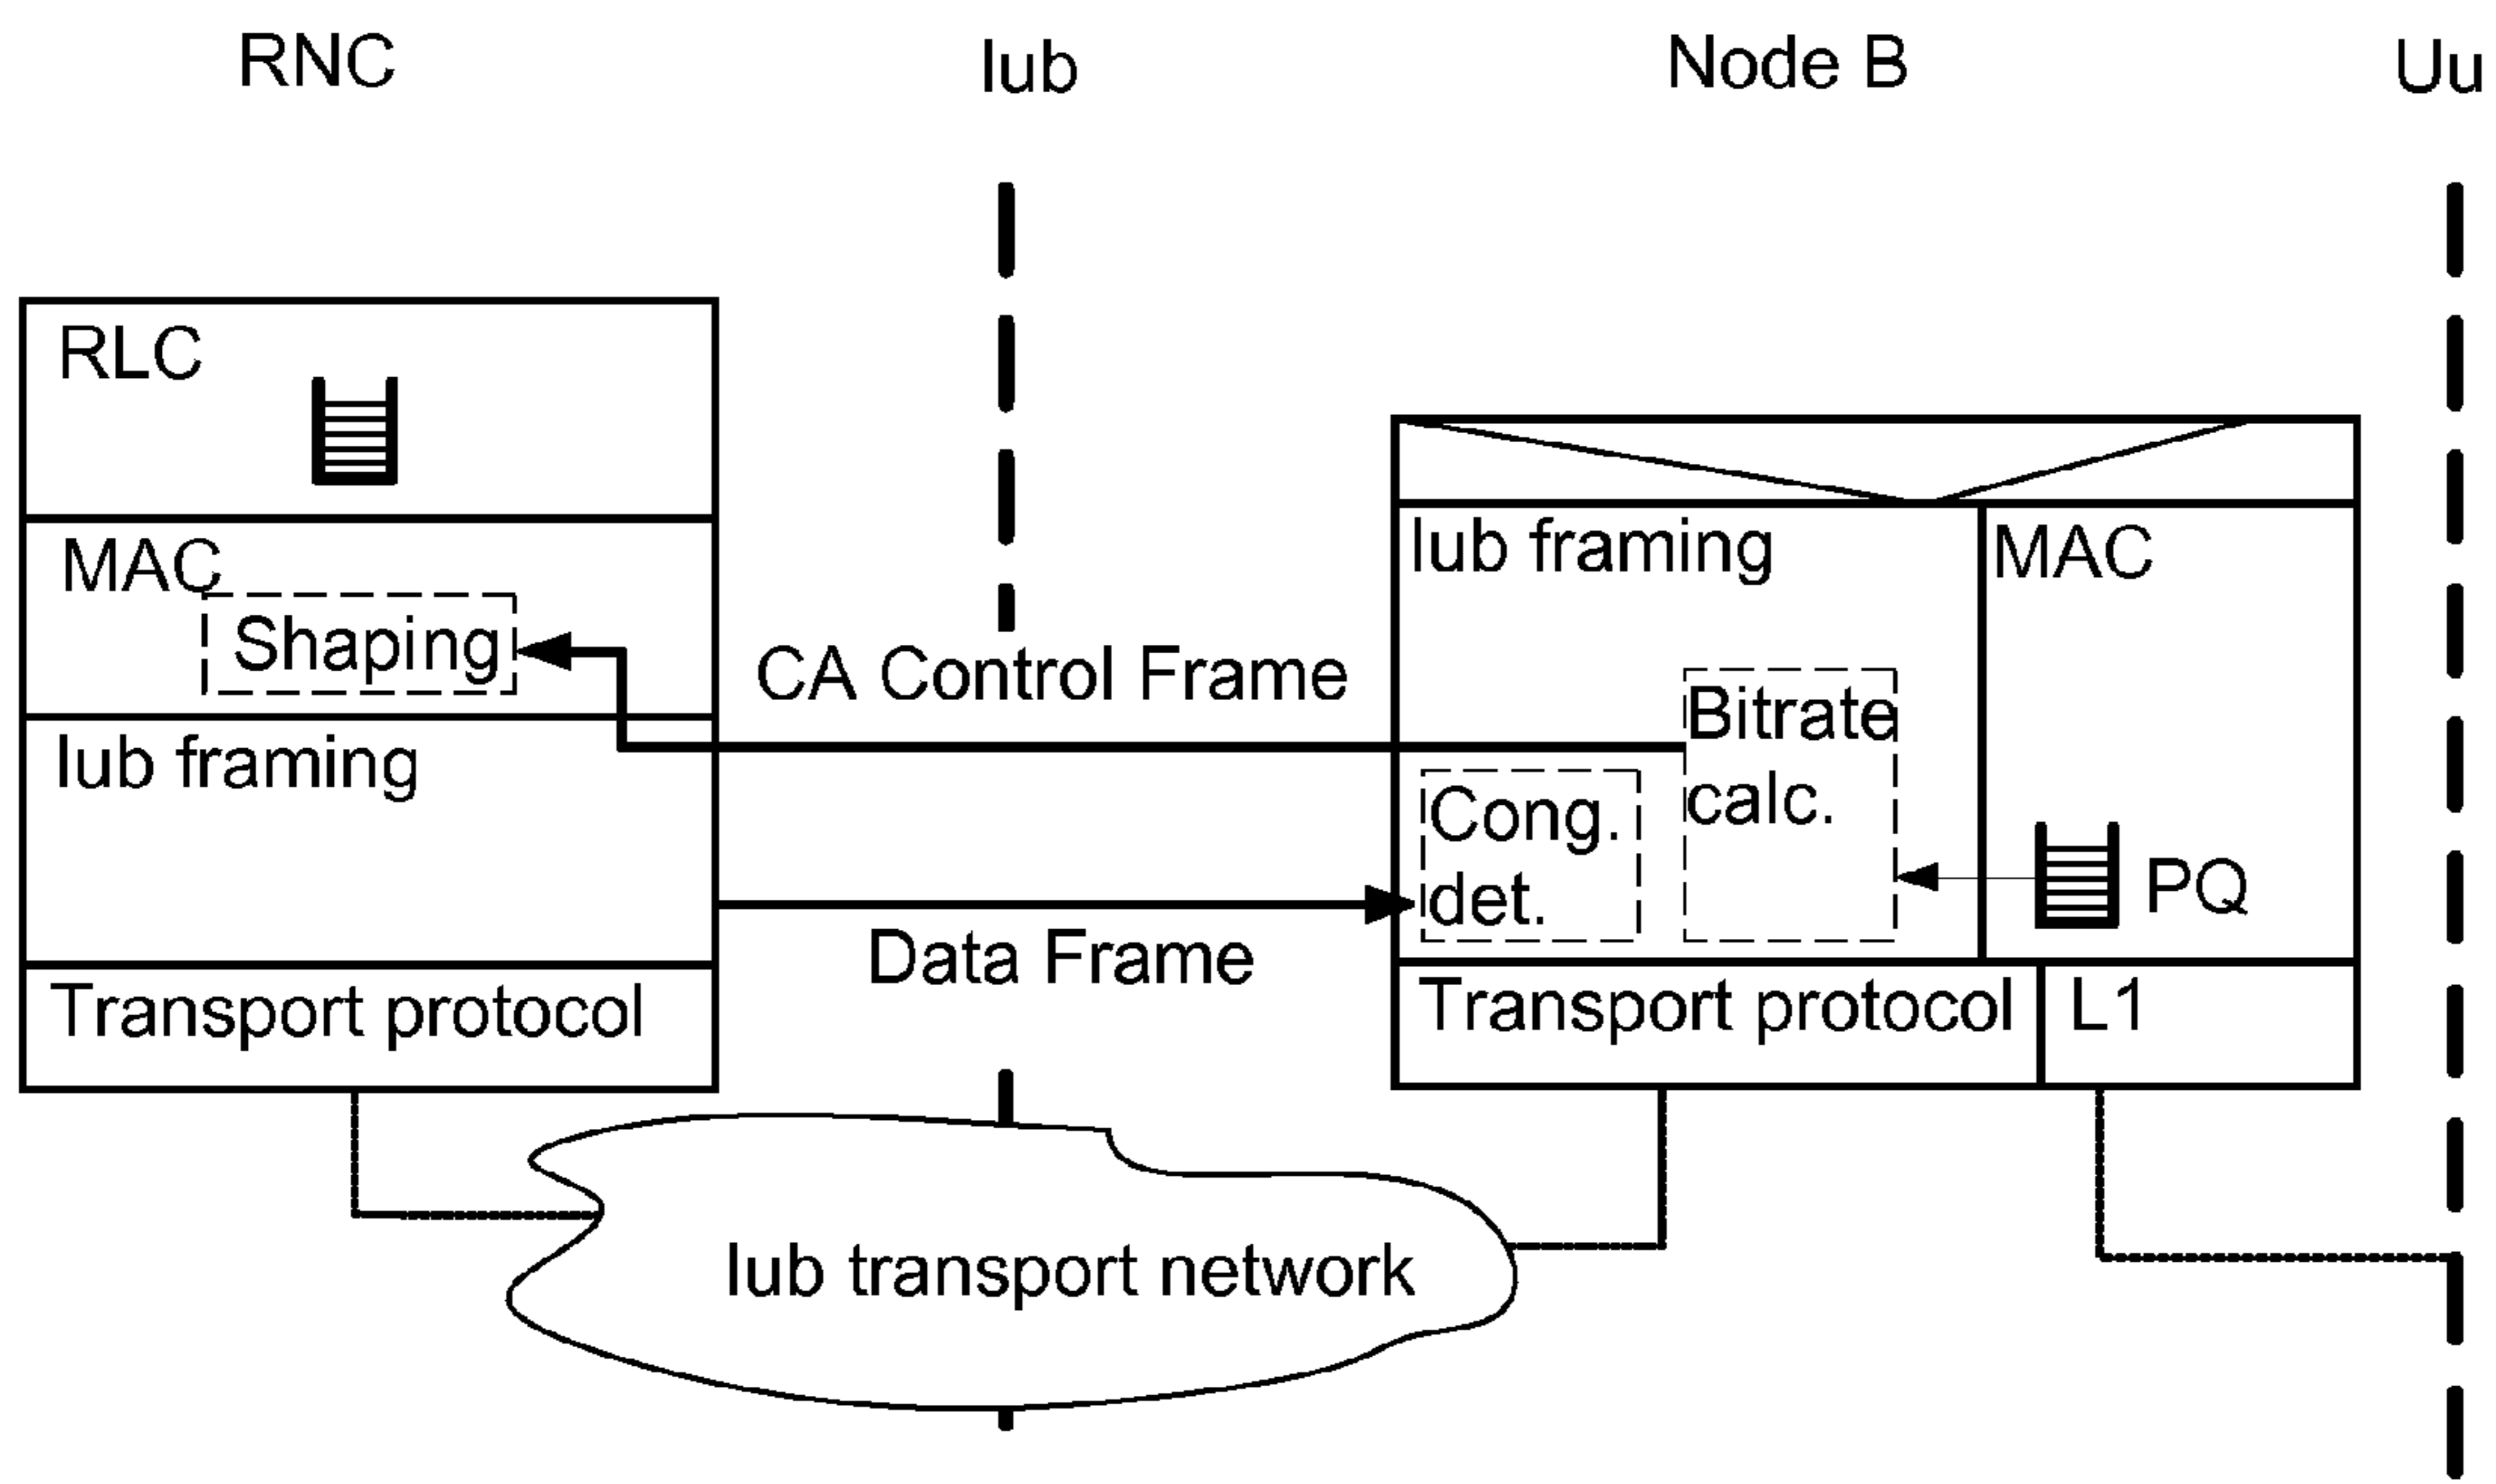 RNC
Iub
Node B
Uu
RLC
MAC
Shaping
Iub framing
Transport protocol
CA Control Frame
Data Frame
Iub framing
MAC
Bitrate
calc.
Cong.
det.
PQ
Transport protocol
L1
Iub transport network